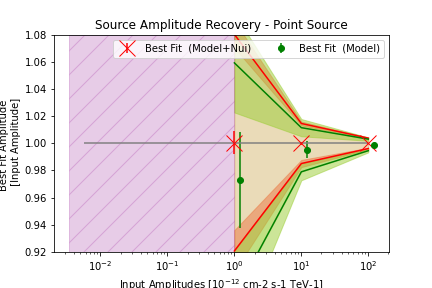 Source Amplitude Recovery - Point Source
Best Fit (Model+Nui)
Best Fit (Model)
Best Fit Amplitude
[Input Amplitude]
1.08
1.06
1.04
1.02
1.00
0.98
0.96
0.94
0.92
10⁻² 10⁻¹ 10⁰ 10¹ 10²
Input Amplitudes [10⁻¹² cm-2 s-1 TeV-1]